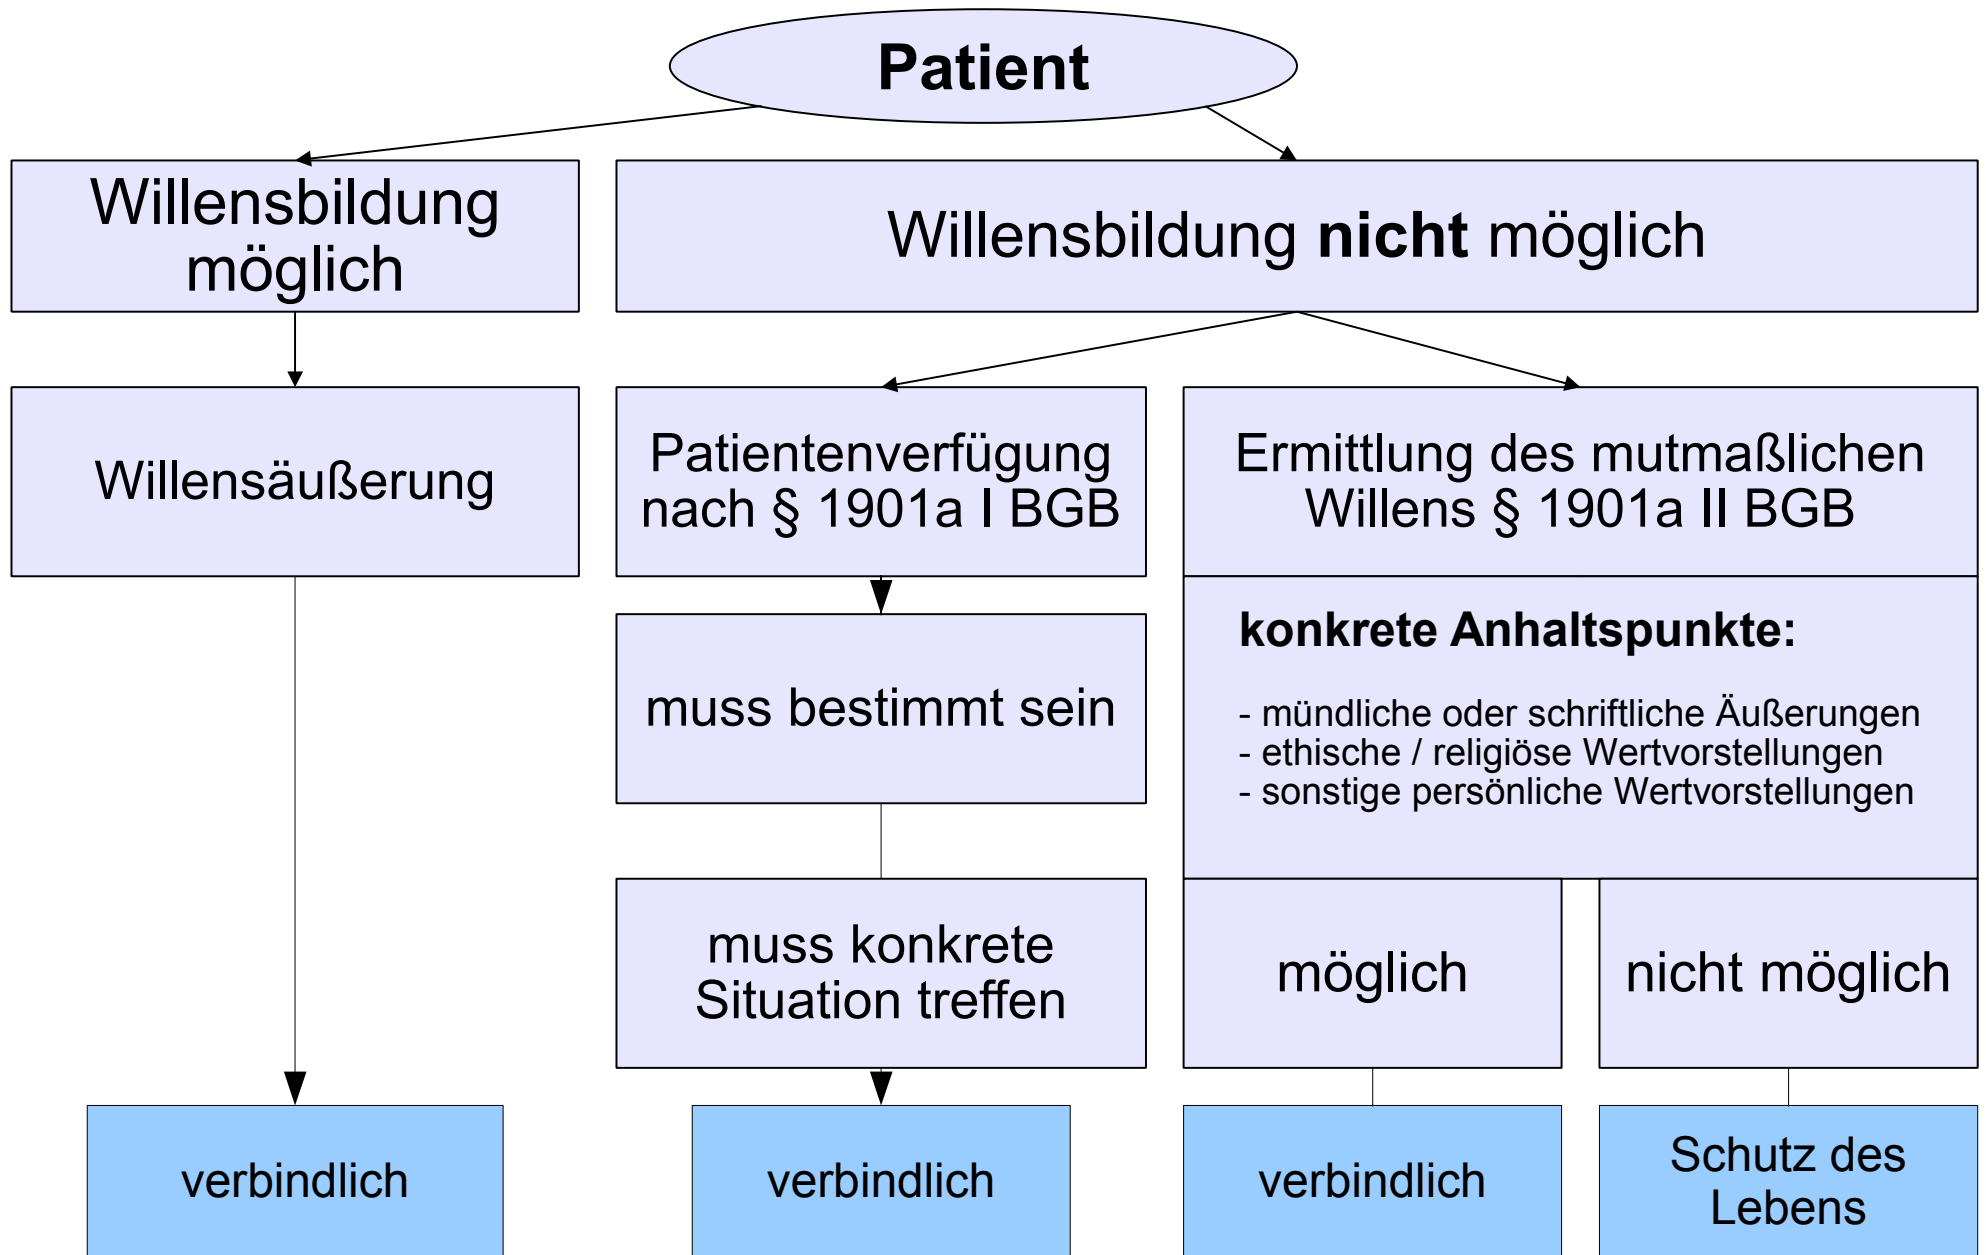 Patient
Willensbildung
möglich
Willensbildung nicht möglich
Willensäußerung
Patientenverfügung
nach § 1901a I BGB
Ermittlung des mutmaßlichen
Willens § 1901a II BGB
muss bestimmt sein
konkrete Anhaltspunkte:
- mündliche oder schriftliche Äußerungen
- ethische / religiöse Wertvorstellungen
- sonstige persönliche Wertvorstellungen
muss konkrete
Situation treffen
möglich
nicht möglich
verbindlich
verbindlich
verbindlich
Schutz des
Lebens